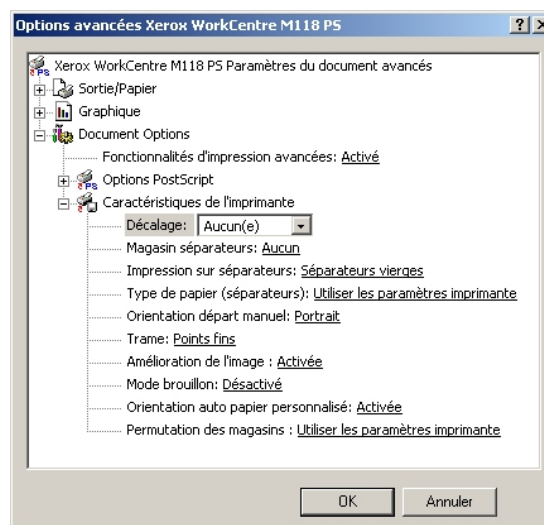 Options avancées Xerox WorkCentre M118 PS
Xerox WorkCentre M118 PS Paramètres du document avancés
Sortie/Papier
Graphique
Document Options
Fonctionnalités d'impression avancées: Activé
Options PostScript
Caractéristiques de l'imprimante
Décalage: Aucun(e)
Magasin séparateurs: Aucun
Impression sur séparateurs: Séparateurs vierges
Type de papier (séparateurs): Utiliser les paramètres imprimante
Orientation départ manuel: Portrait
Trame: Points fins
Amélioration de l'image : Activée
Mode brouillon: Désactivé
Orientation auto papier personnalisé: Activée
Permutation des magasins : Utiliser les paramètres imprimante
OK Annuler